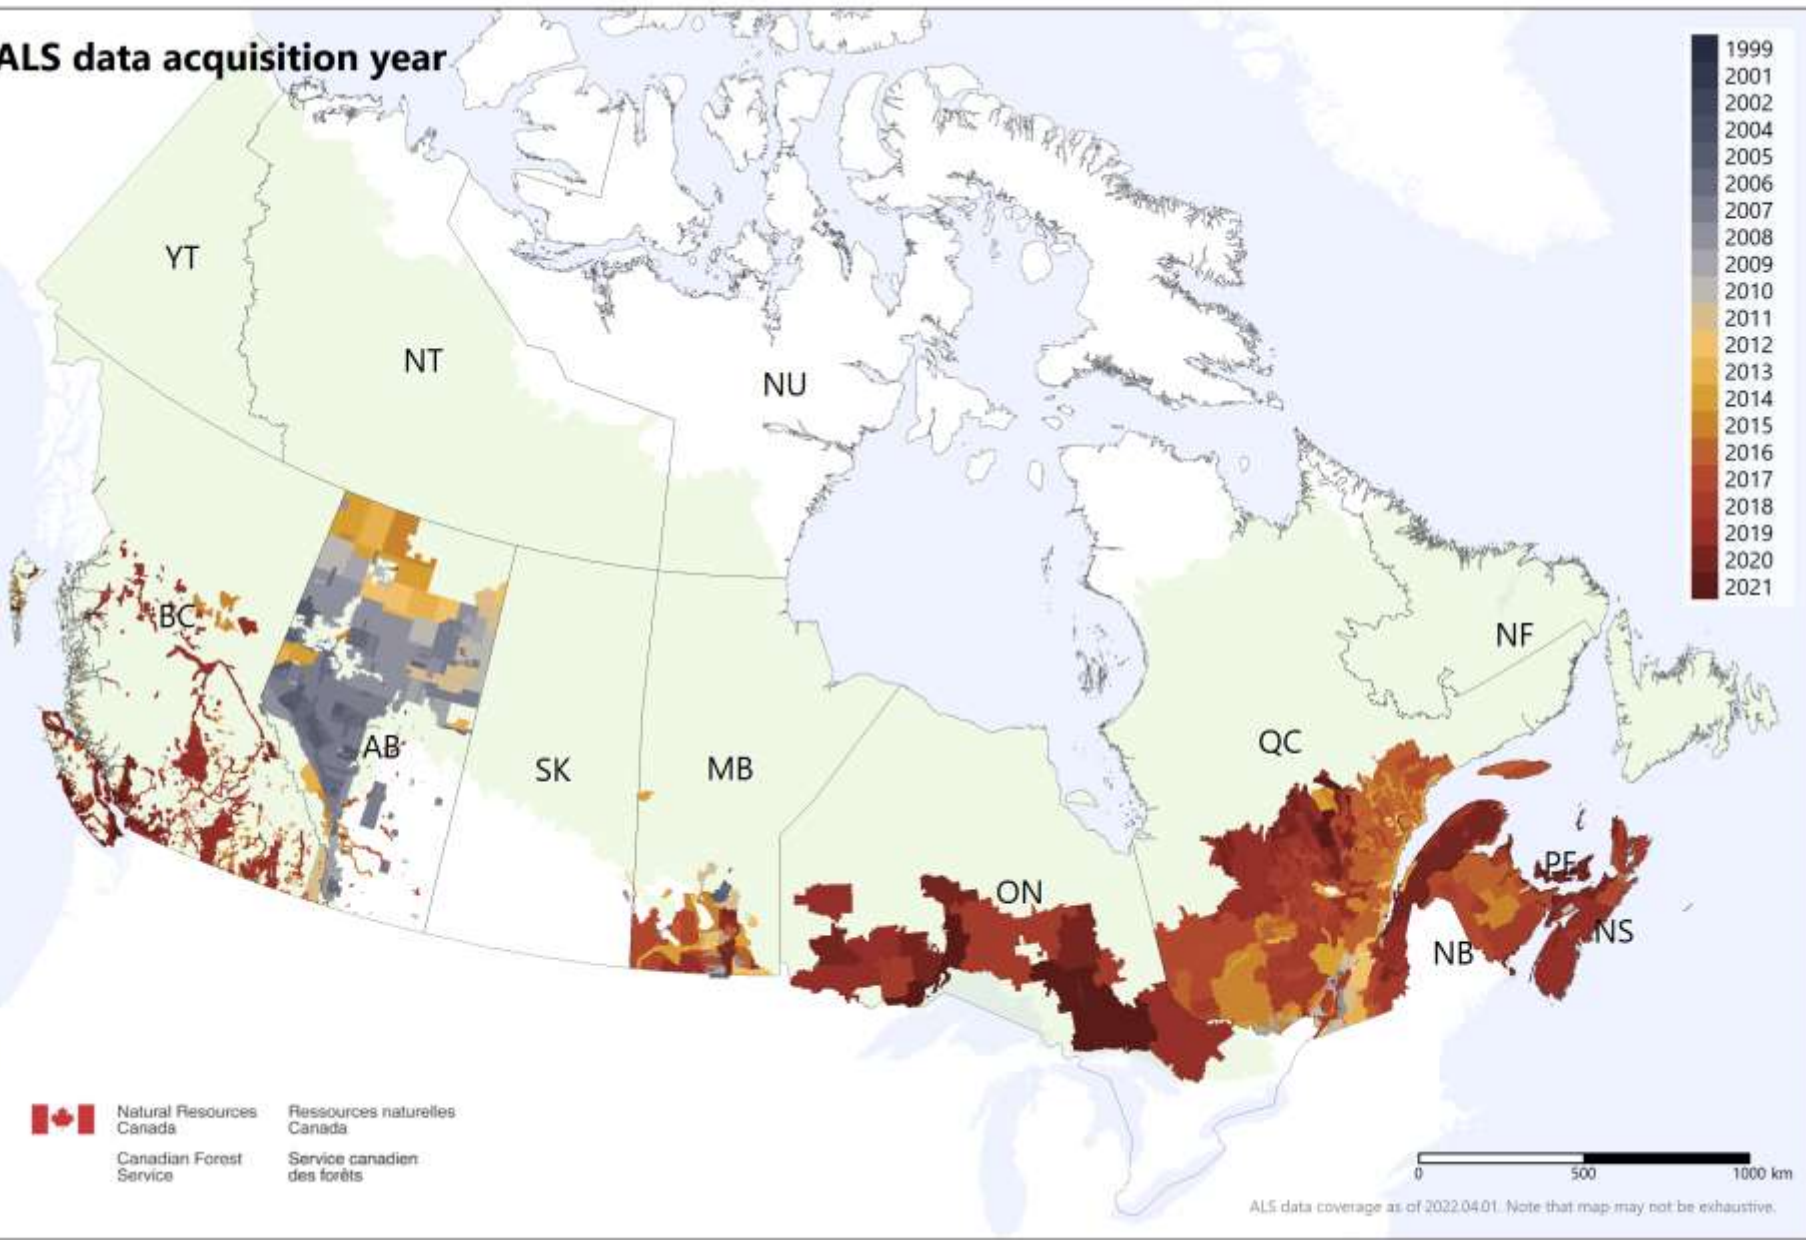 ALS data acquisition year
1999
2001
2002
2004
2005
2006
2007
2008
2009
2010
2011
2012
2013
2014
2015
2016
2017
2018
2019
2020
2021
YT
NT
NU
BC
AB
SK
MB
ON
QC
NF
PE
NS
NB
Natural Resources
Canada
Ressources naturelles
Canada
Canadian Forest
Service
Service canadien
des forêts
0 500 1000 km
ALS data coverage as of 2022.04.01. Note that map may not be exhaustive.